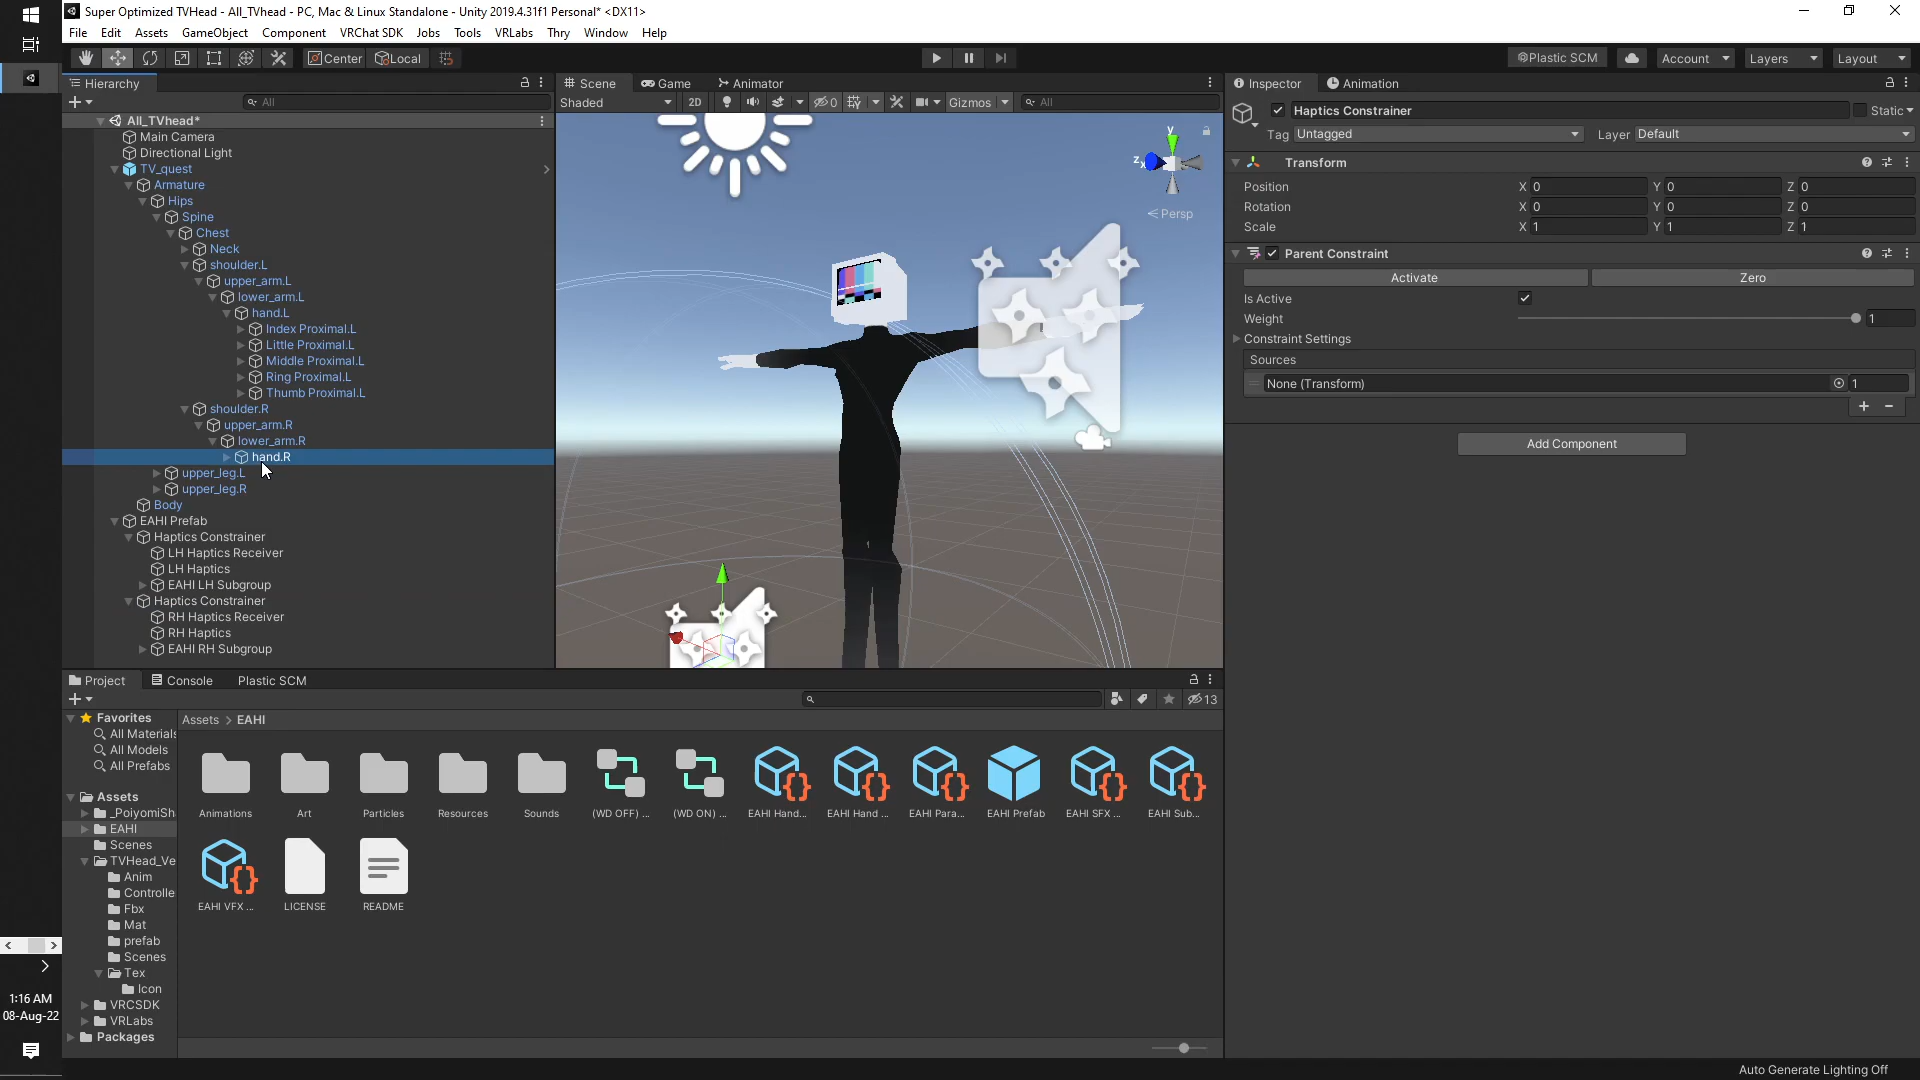 Super Optimized TVHead - All_TVhead - PC, Mac & Linux Standalone - Unity 2019.4.31f1 Personal* <DX11>
File Edit Assets GameObject Component VRChat SDK Jobs Tools VRLabs Thry Window Help
Center Local Plastic SCM Account Layers Layout
Hierarchy
All
All_TVhead*
Main Camera
Directional Light
TV_quest
Armature
Hips
Spine
Chest
Neck
shoulder.L
upper_arm.L
lower_arm.L
hand.L
Index Proximal.L
Little Proximal.L
Middle Proximal.L
Ring Proximal.L
Thumb Proximal.L
shoulder.R
upper_arm.R
lower_arm.R
hand.R
upper_leg.L
upper_leg.R
Body
EAHI Prefab
Haptics Constrainer
LH Haptics Receiver
LH Haptics
EAHI LH Subgroup
Haptics Constrainer
RH Haptics Receiver
RH Haptics
EAHI RH Subgroup
Scene Game Animator
Shaded 2D 0 Gizmos All
y
z x
Persp
Inspector Animation
Haptics Constrainer Static
Tag Untagged Layer Default
Transform
Position X 0 Y 0 Z 0
Rotation X 0 Y 0 Z 0
Scale X 1 Y 1 Z 1
Parent Constraint
Activate Zero
Is Active
Weight 1
Constraint Settings
Sources
None (Transform) 1
Add Component
Project Console Plastic SCM
13
Favorites
All Materials
All Models
All Prefabs
Assets
_PoiyomiSh
EAHI
Scenes
TVHead_Ve
Anim
Controlle
Fbx
Mat
prefab
Scenes
Tex
Icon
VRCSDK
VRLabs
Packages
Assets > EAHI
Animations Art Particles Resources Sounds (WD OFF) ... (WD ON) ... EAHI Hand... EAHI Hand ... EAHI Para... EAHI Prefab EAHI SFX ... EAHI Sub...
EAHI VFX ... LICENSE README
1:16 AM
08-Aug-22
Auto Generate Lighting Off